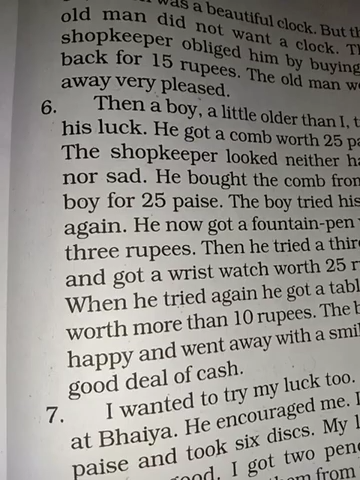 was a beautiful clock. But
old man did not want a clock.
shopkeeper obliged him by buying
back for 15 rupees. The old man
away very pleased.
6. Then a boy, a little older than I,
his luck. He got a comb worth 25
The shopkeeper looked neither
nor sad. He bought the comb
boy for 25 paise. The boy tried his
again. He now got a fountain-pen
three rupees. Then he tried a
and got a wrist watch worth 25
When he tried again he got a
worth more than 10 rupees. The
happy and went away with a
good deal of cash.
7. I wanted to try my luck too.
at Bhaiya. He encouraged me. I
paise and took six discs. My
I got two
from